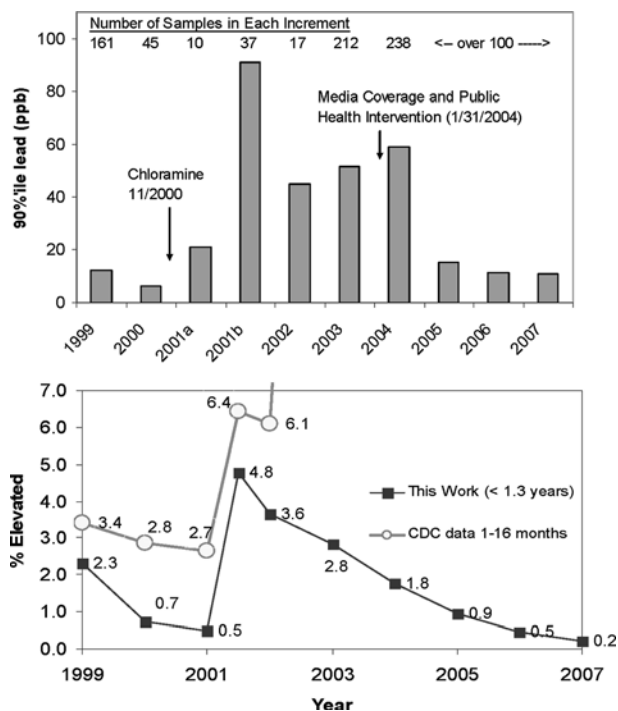 Number of Samples in Each Increment
161 45 10 37 17 212 238 <-- over 100 ----->
100
80
60
40
20
0
90%'ile lead (ppb)
Chloramine
11/2000
Media Coverage and Public
Health Intervention (1/31/2004)
1999 2000 2001a 2001b 2002 2003 2004 2005 2006 2007
7.0
6.0
5.0
4.0
3.0
2.0
1.0
0.0
% Elevated
6.4
6.1
4.8
3.4
2.8
2.7
3.6
2.3
0.7
0.5
2.8
1.8
0.9
0.5
0.2
This Work (< 1.3 years)
CDC data 1-16 months
1999 2001 2003 2005 2007
Year